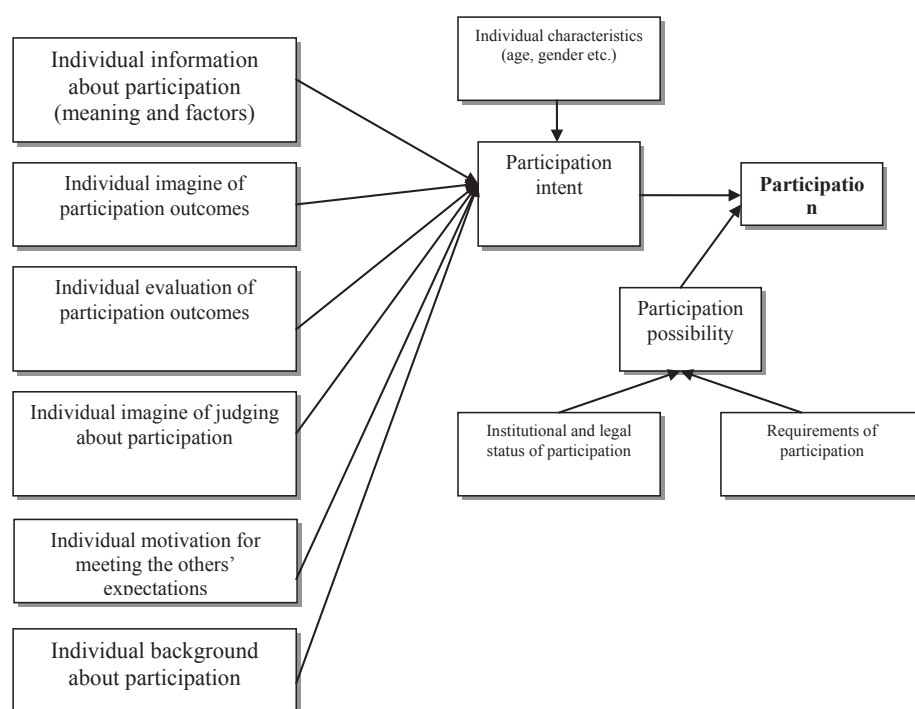 Individual characteristics
(age, gender etc.)
Individual information
about participation
(meaning and factors)
Participation
intent
Individual imagine of
participation outcomes
Participatio
n
Individual evaluation of
participation outcomes
Participation
possibility
Individual imagine of judging
about participation
Institutional and legal
status of participation
Requirements of
participation
Individual motivation for
meeting the others’
expectations
Individual background
about participation